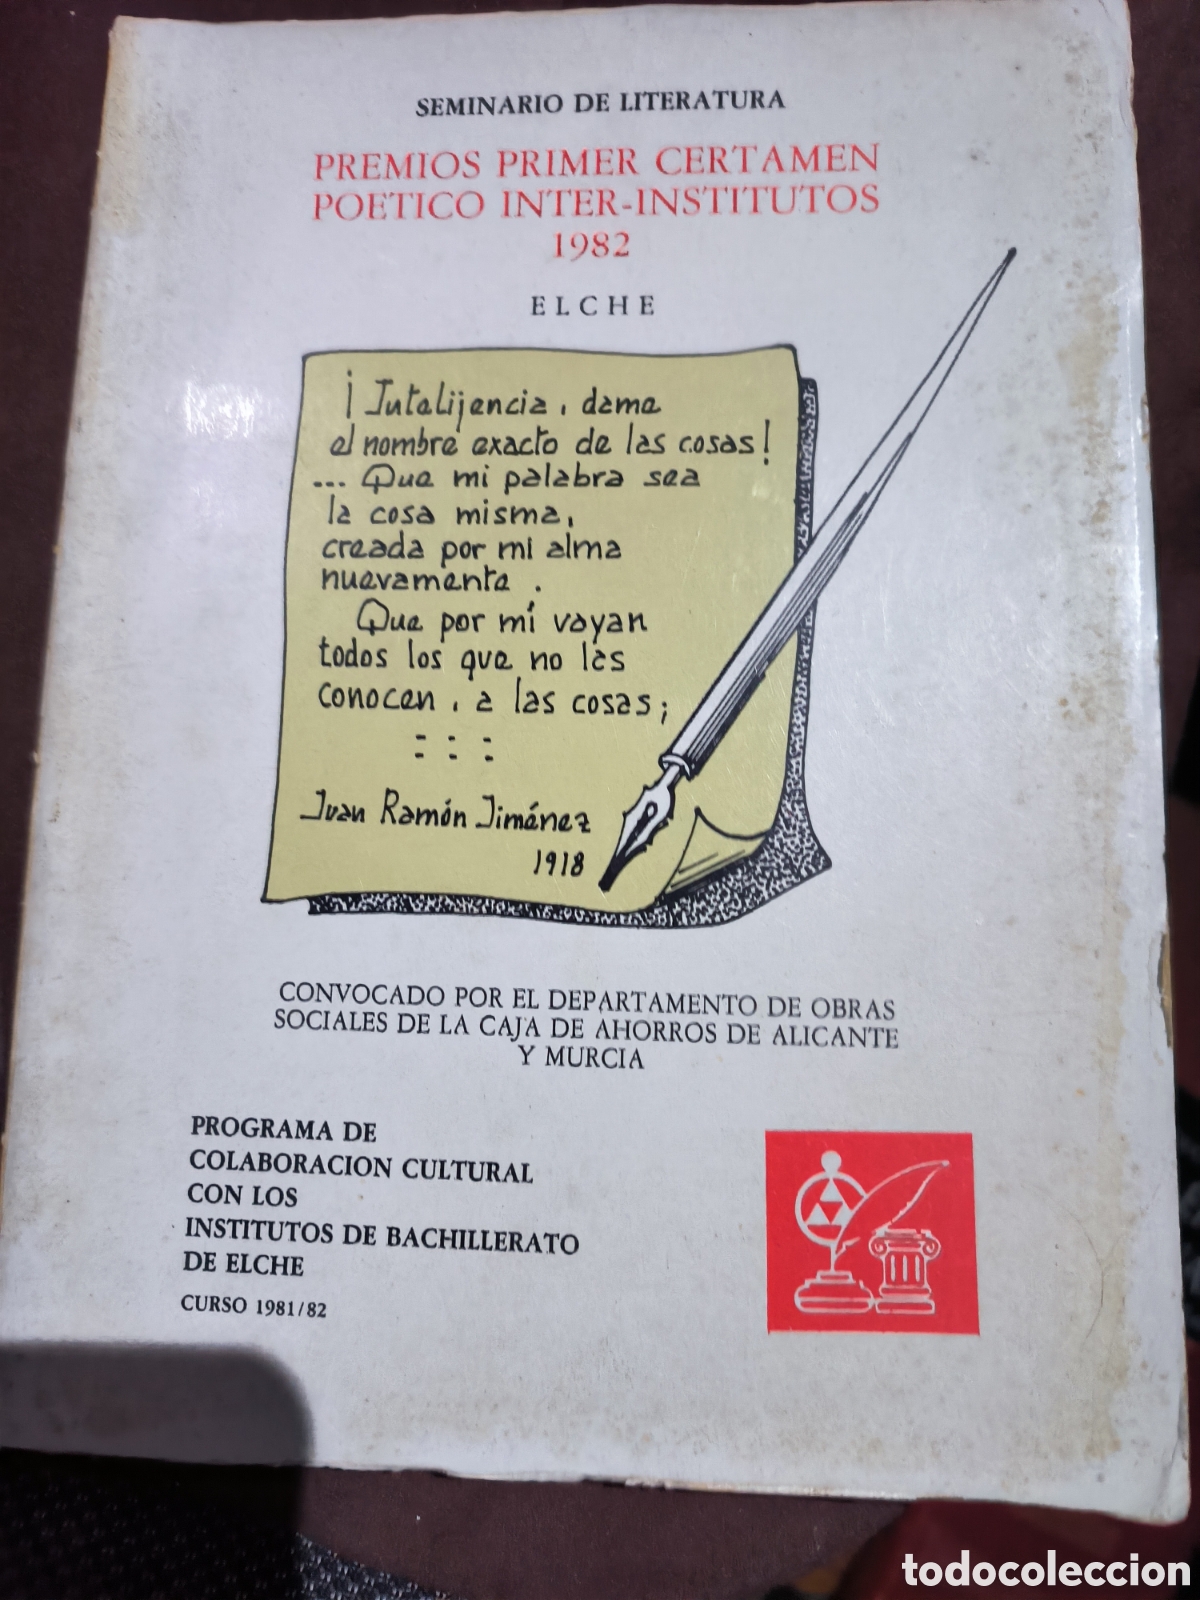 SEMINARIO DE LITERATURA
PREMIOS PRIMER CERTAMEN
POETICO INTER-INSTITUTOS
1982
ELCHE
¡Intelijencia, dame
el nombre exacto de las cosas!
... Que mi palabra sea
la cosa misma,
creada por mi alma
nuevamente.
Que por mí vayan
todos los que no las
conocen, a las cosas;
: : :
Juan Ramón Jiménez
1918
CONVOCADO POR EL DEPARTAMENTO DE OBRAS
SOCIALES DE LA CAJA DE AHORROS DE ALICANTE
Y MURCIA
PROGRAMA DE
COLABORACION CULTURAL
CON LOS
INSTITUTOS DE BACHILLERATO
DE ELCHE
CURSO 1981/82
todocoleccion